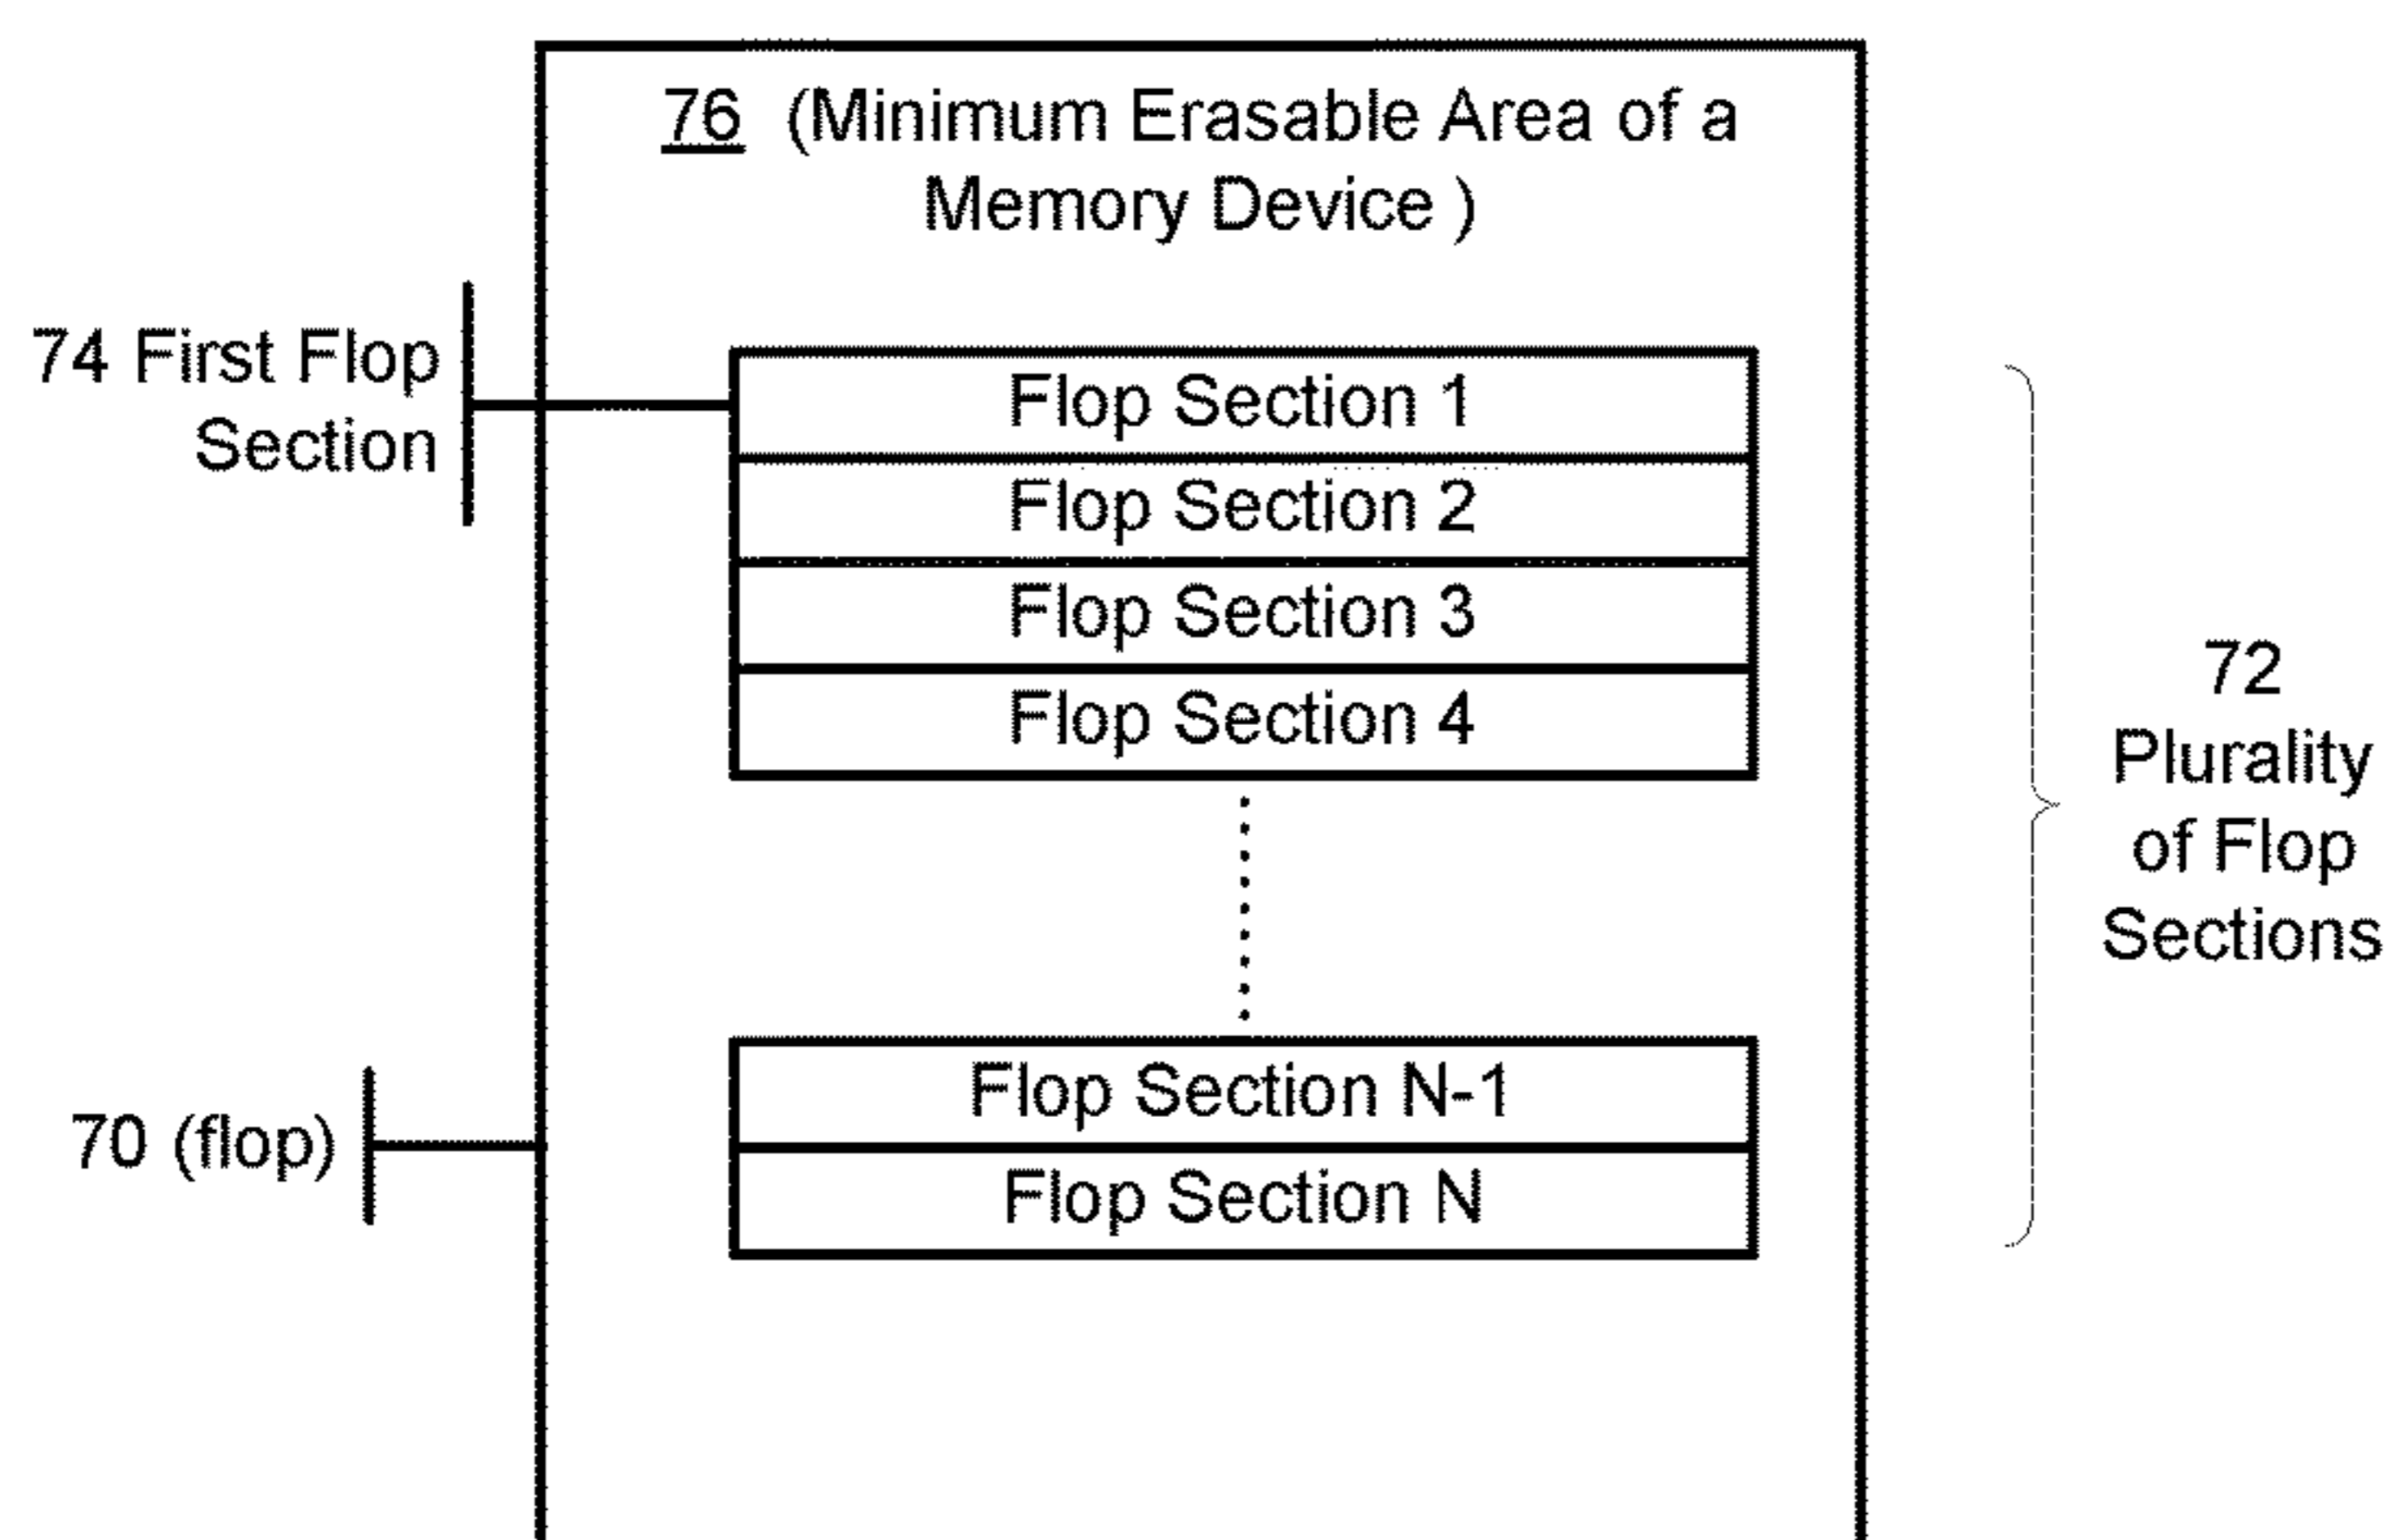 76 (Minimum Erasable Area of a
Memory Device )
74 First Flop
Section
Flop Section 1
Flop Section 2
Flop Section 3
Flop Section 4
72
Plurality
of Flop
Sections
70 (flop)
Flop Section N-1
Flop Section N